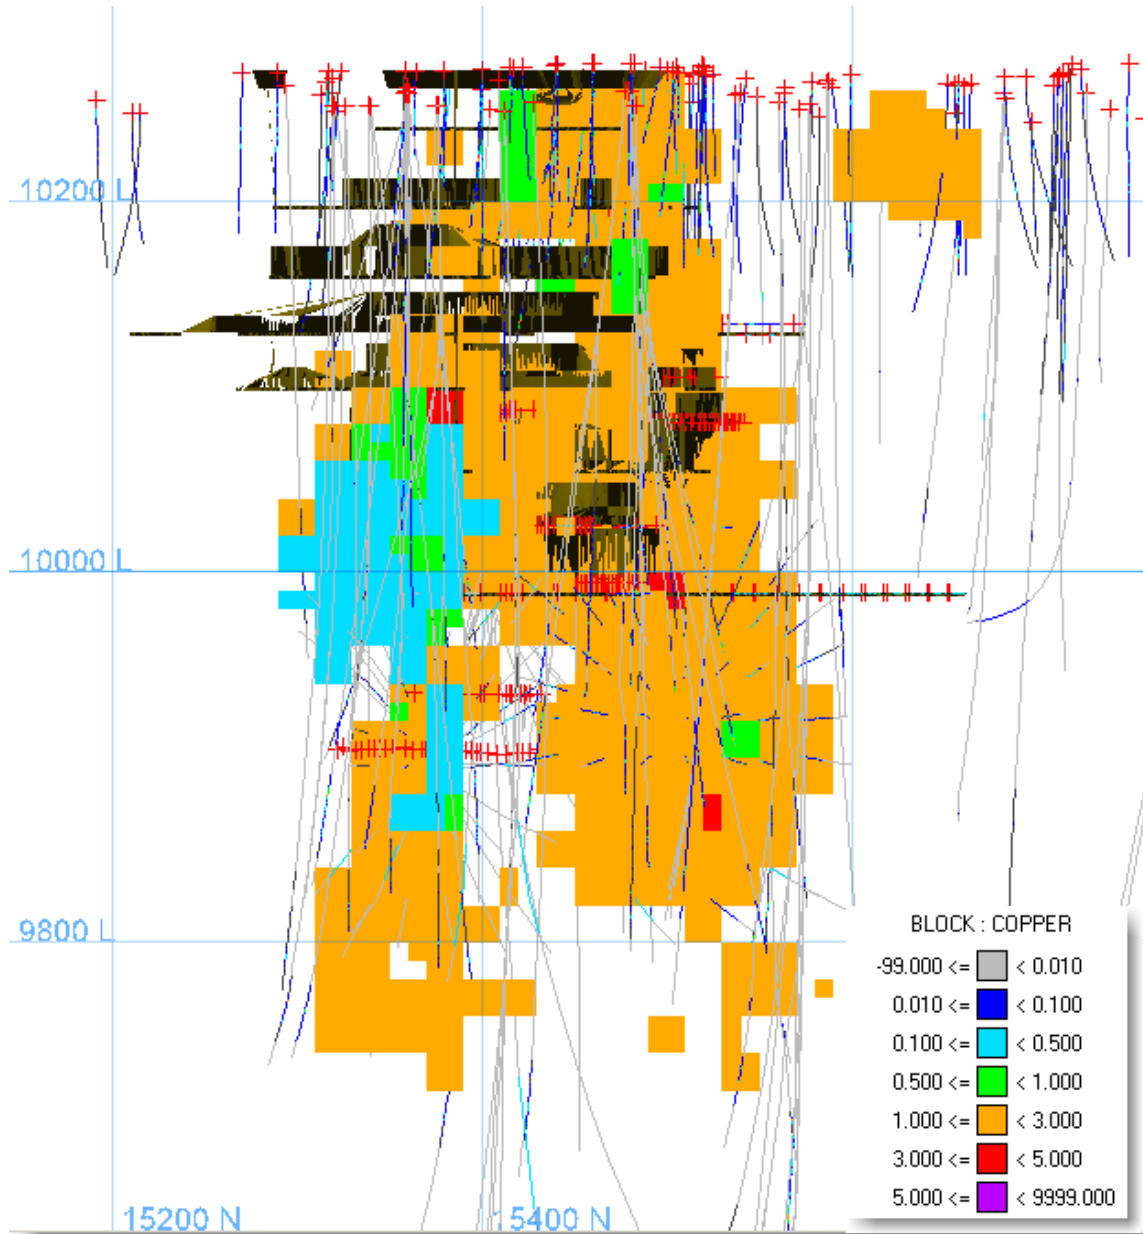 10200 L
10000 L
9800 L
15200 N
15400 N
BLOCK : COPPER
-99.000 <= < 0.010
0.010 <= < 0.100
0.100 <= < 0.500
0.500 <= < 1.000
1.000 <= < 3.000
3.000 <= < 5.000
5.000 <= < 9999.000